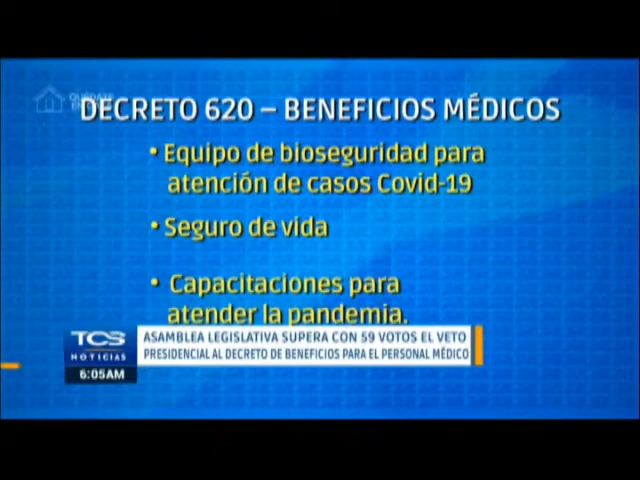 QUÉDATE
EN
DECRETO 620 – BENEFICIOS MÉDICOS
• Equipo de bioseguridad para
atención de casos Covid-19
• Seguro de vida
• Capacitaciones para
atender la pandemia.
TCS
NOTICIAS
6:05AM
ASAMBLEA LEGISLATIVA SUPERA CON 59 VOTOS EL VETO
PRESIDENCIAL AL DECRETO DE BENEFICIOS PARA EL PERSONAL MÉDICO